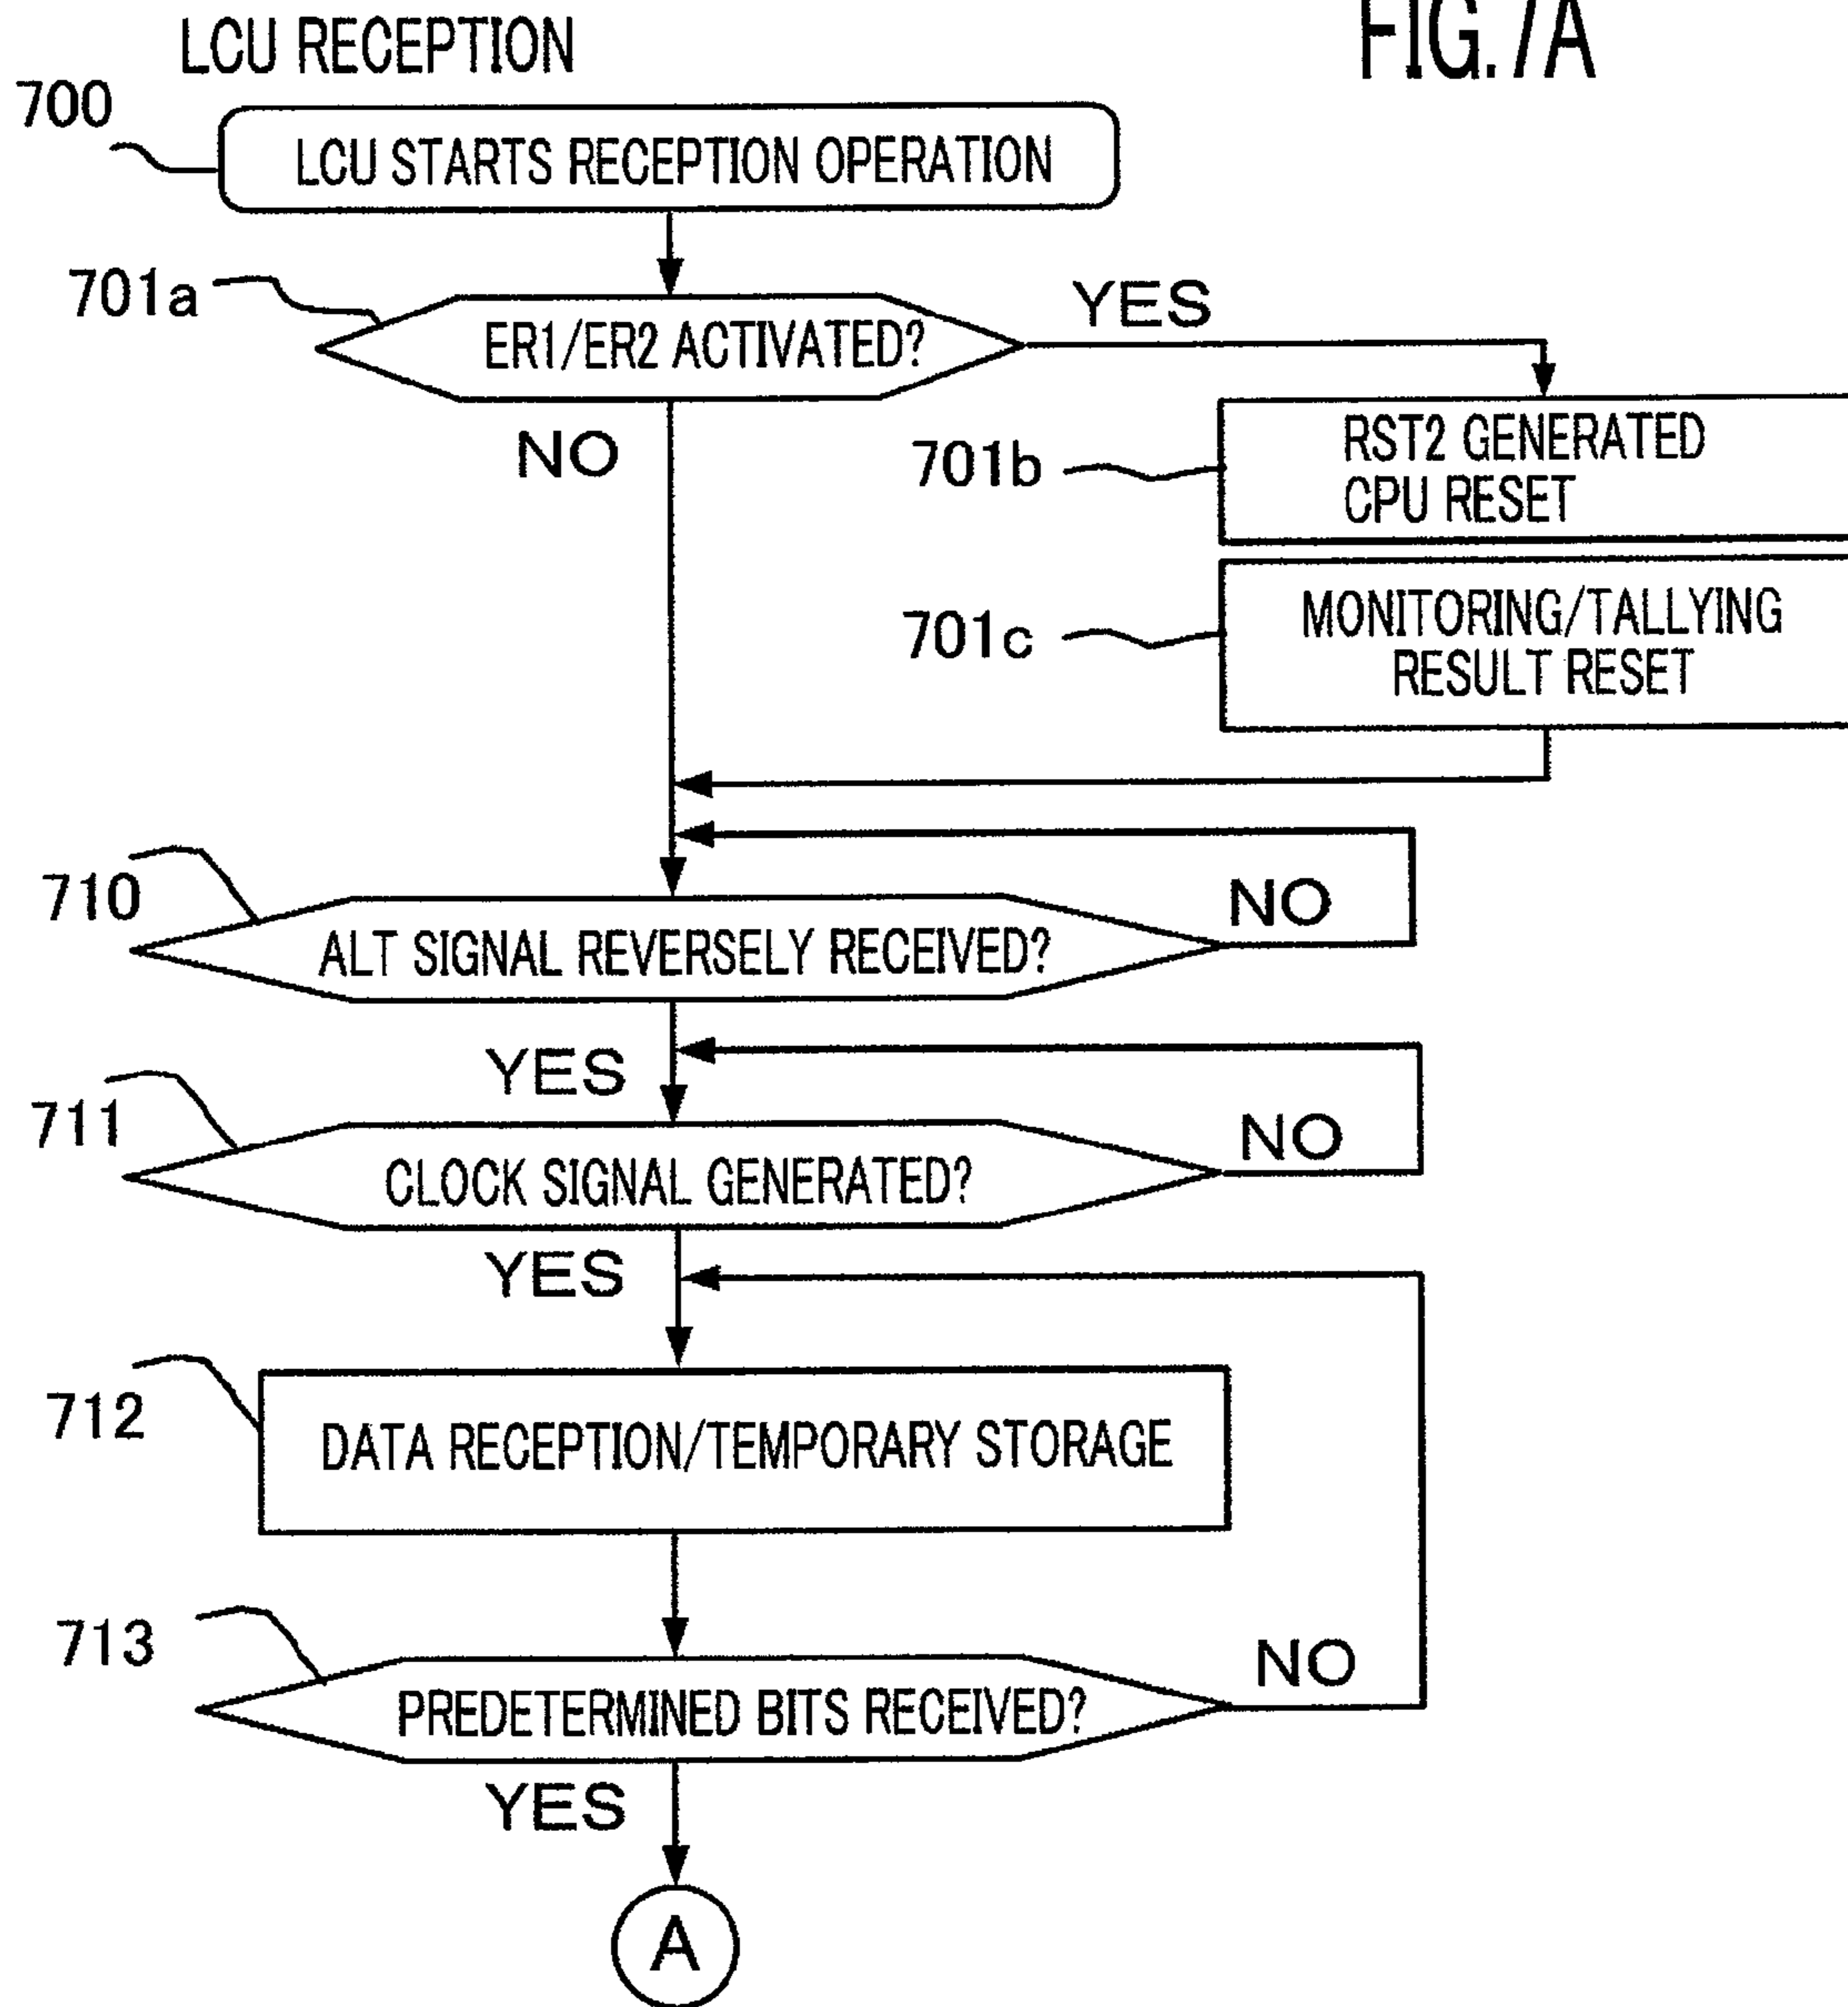 LCU RECEPTION
FIG. 7A
700
LCU STARTS RECEPTION OPERATION
701a
ER1/ER2 ACTIVATED?
YES
NO
701b
RST2 GENERATED
CPU RESET
701c
MONITORING/TALLYING
RESULT RESET
710
ALT SIGNAL REVERSELY RECEIVED?
NO
YES
711
CLOCK SIGNAL GENERATED?
NO
YES
712
DATA RECEPTION/TEMPORARY STORAGE
713
PREDETERMINED BITS RECEIVED?
NO
YES
A